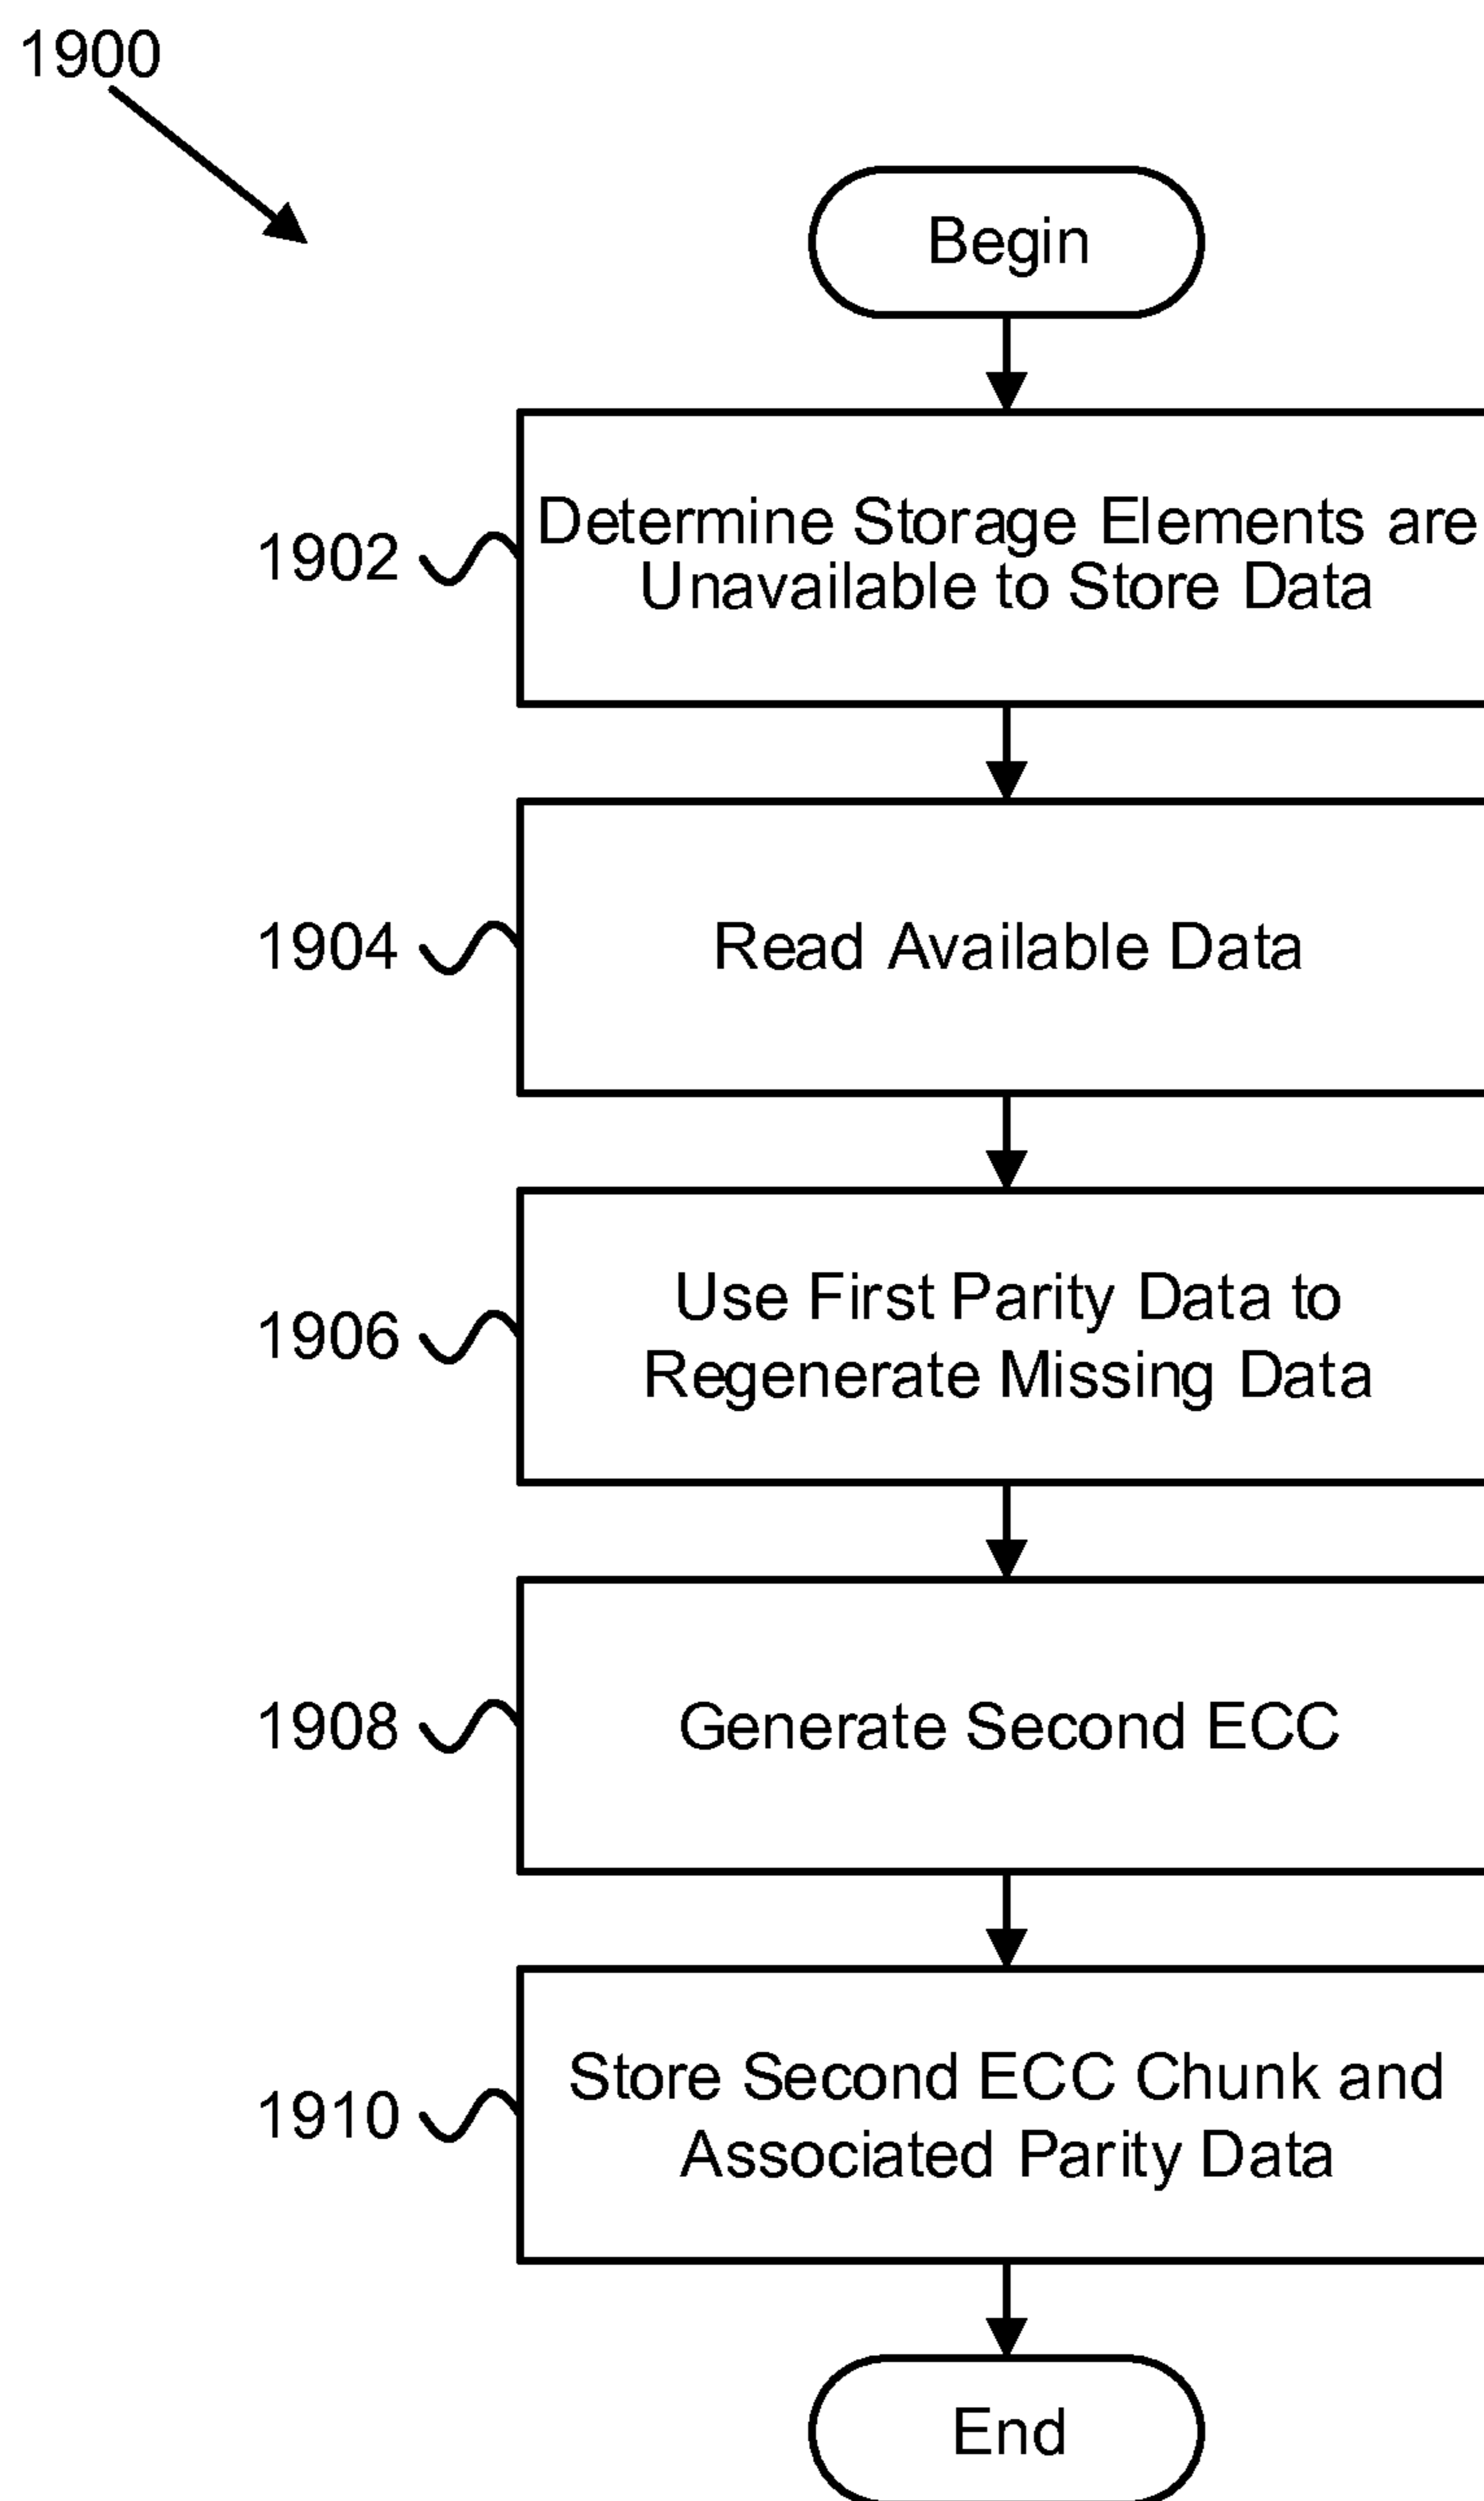 1900
Begin
1902
Determine Storage Elements are
Unavailable to Store Data
1904
Read Available Data
1906
Use First Parity Data to
Regenerate Missing Data
1908
Generate Second ECC
1910
Store Second ECC Chunk and
Associated Parity Data
End